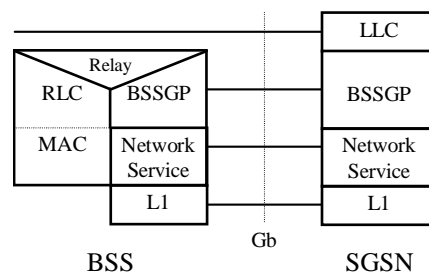 LLC
Relay
RLC
BSSGP
BSSGP
MAC
Network
Service
Network
Service
L1
L1
Gb
BSS
SGSN